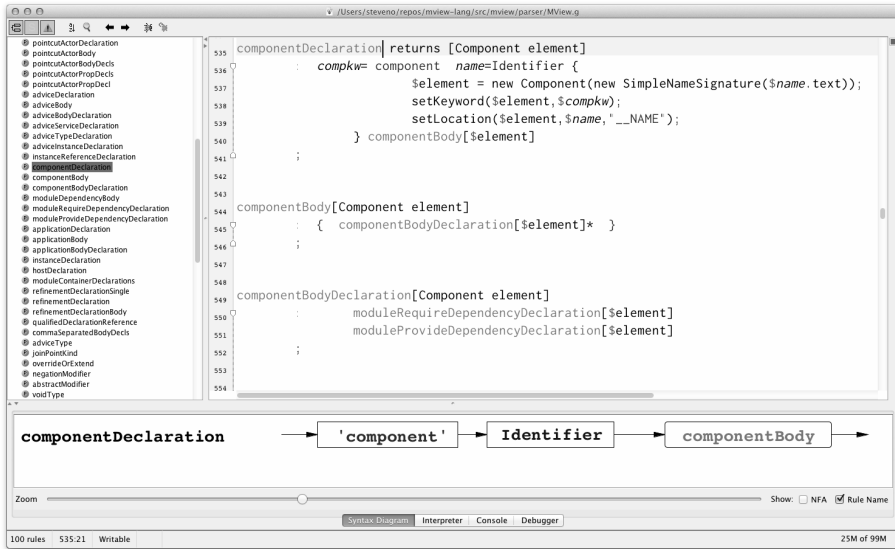 /Users/steveno/repos/mview-lang/src/mview/parser/MView.g
pointcutActorDeclaration
pointcutActorBody
pointcutActorBodyDecls
pointcutActorPropDecls
pointcutActorPropDecl
adviceDeclaration
adviceBody
adviceBodyDeclaration
adviceServiceDeclaration
adviceTypeDeclaration
adviceInstanceDeclaration
instanceReferenceDeclaration
componentDeclaration
componentBody
componentBodyDeclaration
moduleDependencyBody
moduleRequireDependencyDeclaration
moduleProvideDependencyDeclaration
applicationDeclaration
applicationBody
applicationBodyDeclaration
instanceDeclaration
hostDeclaration
moduleContainerDeclarations
refinementDeclarationSingle
refinementDeclaration
refinementDeclarationBody
qualifiedDeclarationReference
commaSeparatedBodyDecls
adviceType
joinPointKind
overrideOrExtend
negationModifier
abstractModifier
voidType
535 componentDeclaration returns [Component element]
536 : compkw= component name=Identifier {
537 $element = new Component(new SimpleNameSignature($name.text));
538 setKeyword($element,$compkw);
539 setLocation($element,$name,"__NAME");
540 } componentBody[$element]
541 ;
542
543
544 componentBody[Component element]
545 : { componentBodyDeclaration[$element]* }
546 ;
547
548
549 componentBodyDeclaration[Component element]
550 : moduleRequireDependencyDeclaration[$element]
551 moduleProvideDependencyDeclaration[$element]
552 ;
553
554
componentDeclaration 'component' Identifier componentBody
Zoom Show: NFA Rule Name
Syntax Diagram Interpreter Console Debugger
100 rules 535:21 Writable 25M of 99M